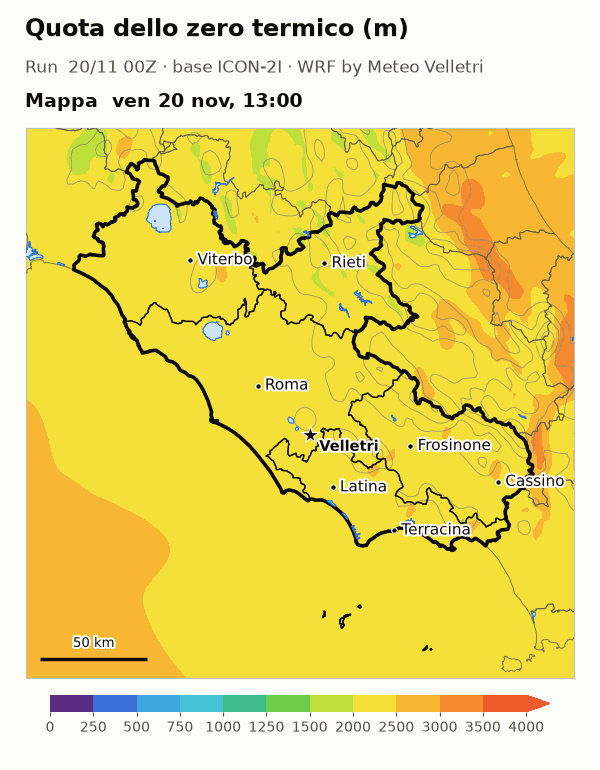 Quota dello zero termico (m)
Run 20/11 00Z · base ICON-2I · WRF by Meteo Velletri
Mappa ven 20 nov, 13:00
Viterbo
Rieti
Roma
Velletri
Frosinone
Cassino
Latina
Terracina
50 km
0 250 500 750 1000 1250 1500 2000 2500 3000 3500 4000